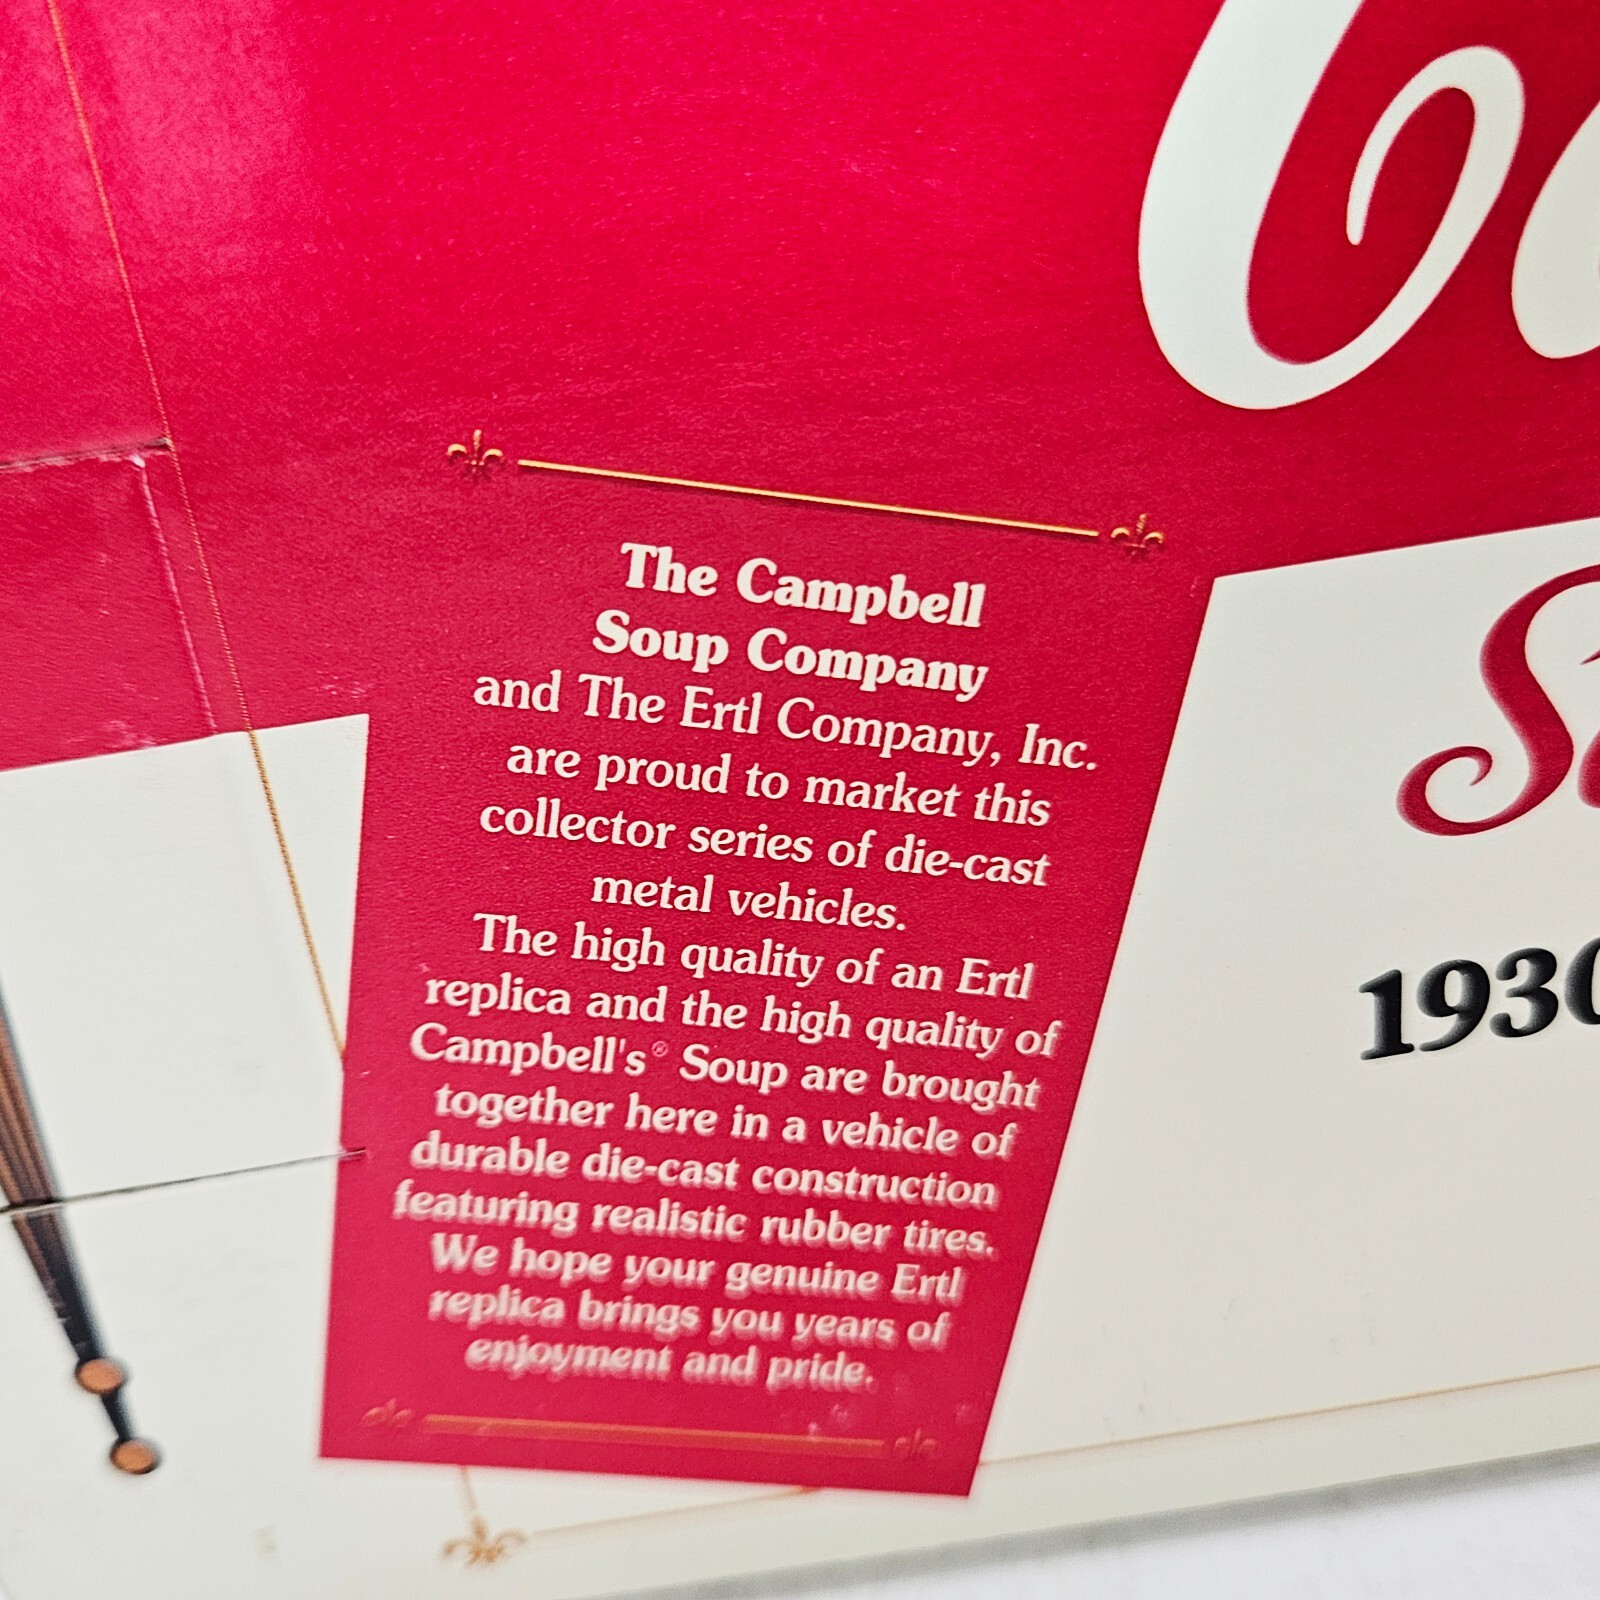 The Campbell
Soup Company
and The Ertl Company, Inc.
are proud to market this
collector series of die-cast
metal vehicles.
The high quality of an Ertl
replica and the high quality of
Campbell's® Soup are brought
together here in a vehicle of
durable die-cast construction
featuring realistic rubber tires.
We hope your genuine Ertl
replica brings you years of
enjoyment and pride.
1930